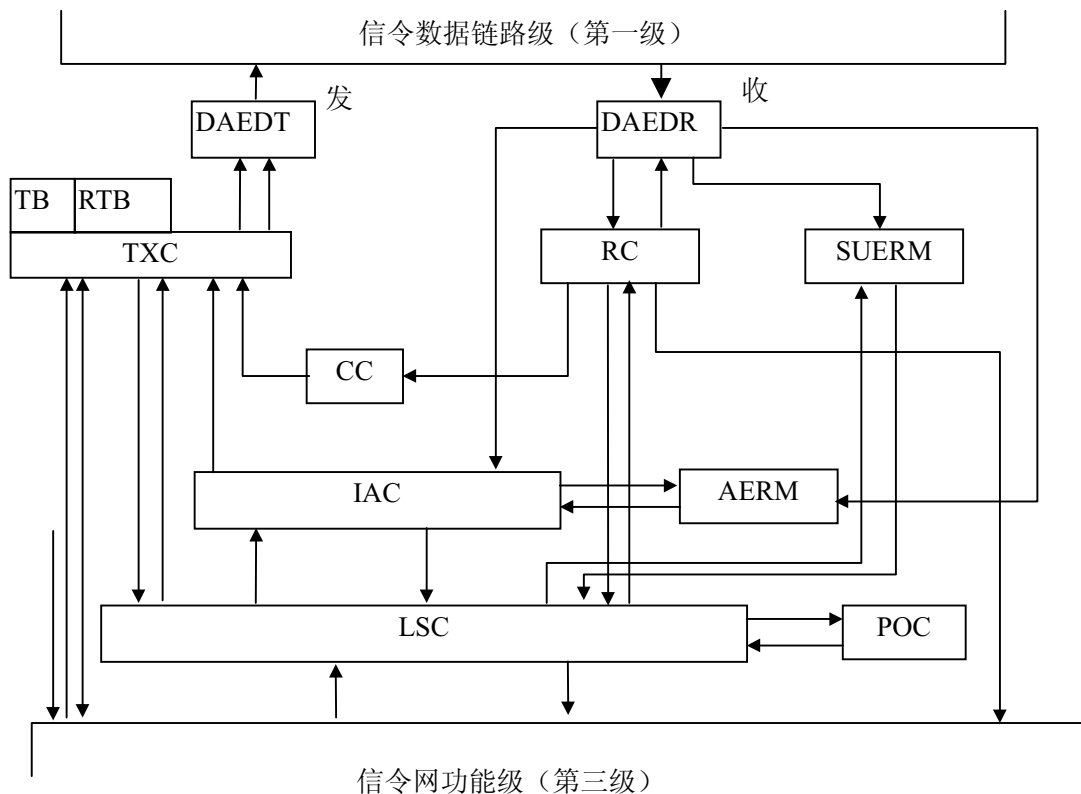 信令数据链路级（第一级）
发
收
DAEDT
DAEDR
TB
RTB
TXC
RC
SUERM
CC
IAC
AERM
LSC
POC
信令网功能级（第三级）